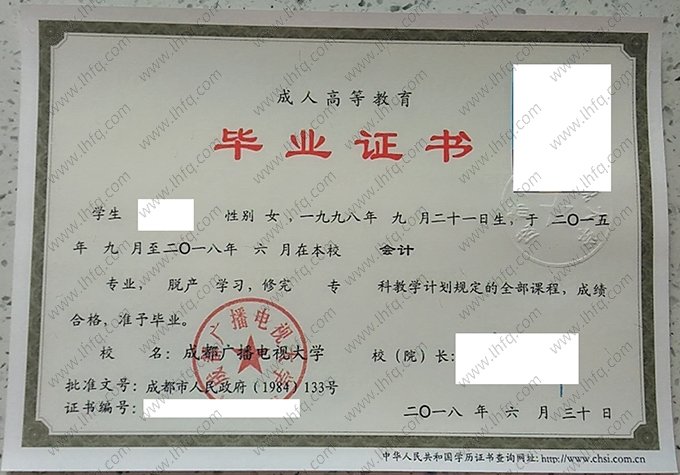 成人高等教育
毕业证书
学生 性别 女，一九九八年 九 月二十一日生，于 二〇一五
年 九 月至二〇一八年 六 月在本校 会计
专业， 脱产 学习，修完 专 科教学计划规定的全部课程，成绩
合格，准予毕业。
校 名：成都广播电视大学 校（院）长：
批准文号：成都市人民政府（1984）133号
证书编号：
二〇一八 年 六 月 三十 日
中华人民共和国学历证书查询网址：http://www.chsi.com.cn
www.lhfq.com